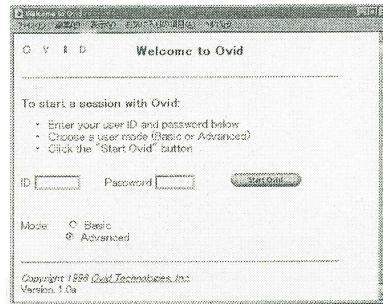 Welcome to Ovid
O V I D
Welcome to Ovid
To start a session with Ovid:
・ Enter your user ID and password below
・ Choose a user mode (Basic or Advanced)
・ Click the "Start Ovid" button
ID Password Start Ovid
Mode: Basic
Advanced
Copyright 1998 Ovid Technologies, Inc.
Version 1.0a